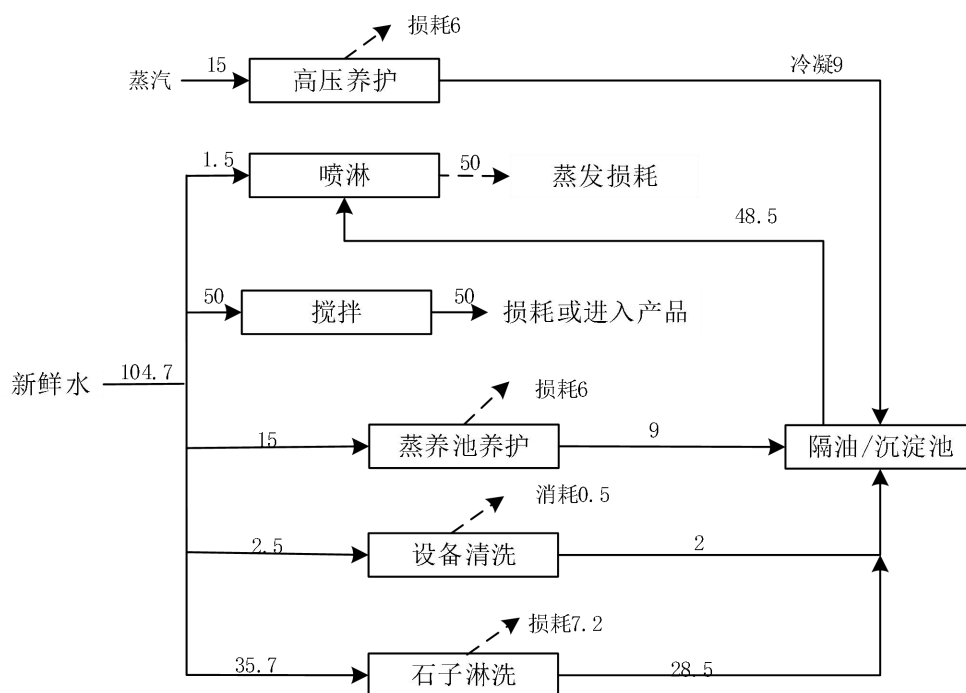 损耗6
蒸汽
15
高压养护
冷凝9
1.5
喷淋
50
蒸发损耗
48.5
50
搅拌
50
损耗或进入产品
新鲜水
104.7
损耗6
15
蒸养池养护
9
隔油/沉淀池
消耗0.5
2.5
设备清洗
2
损耗7.2
35.7
石子淋洗
28.5